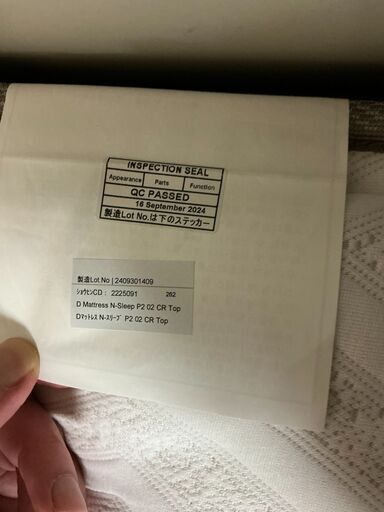 INSPECTION SEAL
Appearance Parts Function
QC PASSED
16 September 2024
製造Lot No.は下のステッカー
製造Lot No | 2409301409
ｼｮｳﾋﾝCD : 2225091 262
D Mattress N-Sleep P2 02 CR Top
Dﾏｯﾄﾚｽ N-ｽﾘｰﾌﾟ P2 02 CR Top